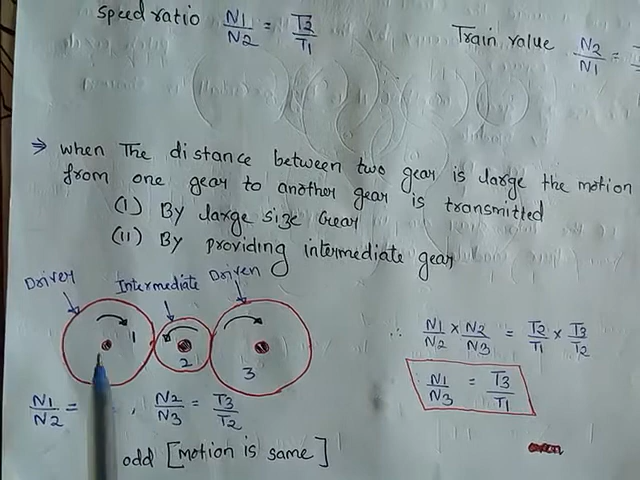 Speed ratio N1/N2 = T2/T1
Train value N2/N1 =
⇒ when The distance between two gear is large the motion
from one gear to another gear is transmitted
(i) By large size Gear
(ii) By providing intermediate gear
Driver Intermediate Driven
1 2 3
N1/N2 = , N2/N3 = T3/T2
odd [Motion is same]
∴ N1/N2 × N2/N3 = T2/T1 × T3/T2
N1/N3 = T3/T1